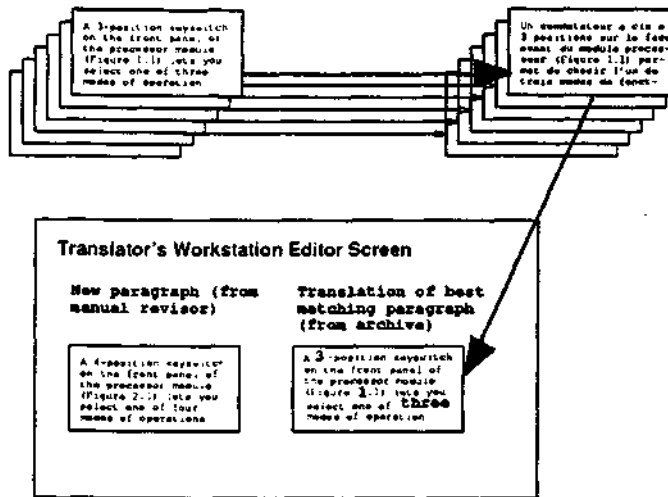 A 3-position keyswitch
on the front panel of
the processor module
(Figure 1.1) lets you
select one of three
modes of operation
Un commutateur a cle a
3 positions sur le face
avant du module proces-
seur (Figure 1.1) per-
met de choisir l'un de
trois modes de fonct-
Translator's Workstation Editor Screen
New paragraph (from
manual revisor)
Translation of best
matching paragraph
(from archive)
A 4-position keyswitch
on the front panel of
the processor module
(Figure 2.1) lets you
select one of four
modes of operations
A 3-position keyswitch
on the front panel of
the processor module
(Figure 1.1) lets you
select one of three
modes of operation